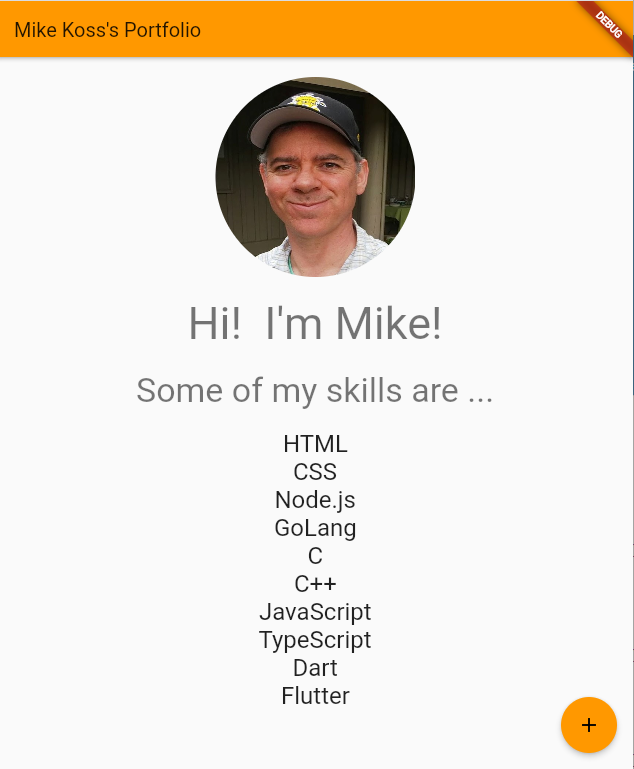 Mike Koss's Portfolio
DEBUG
Hi!  I'm Mike!
Some of my skills are ...
HTML
CSS
Node.js
GoLang
C
C++
JavaScript
TypeScript
Dart
Flutter
+